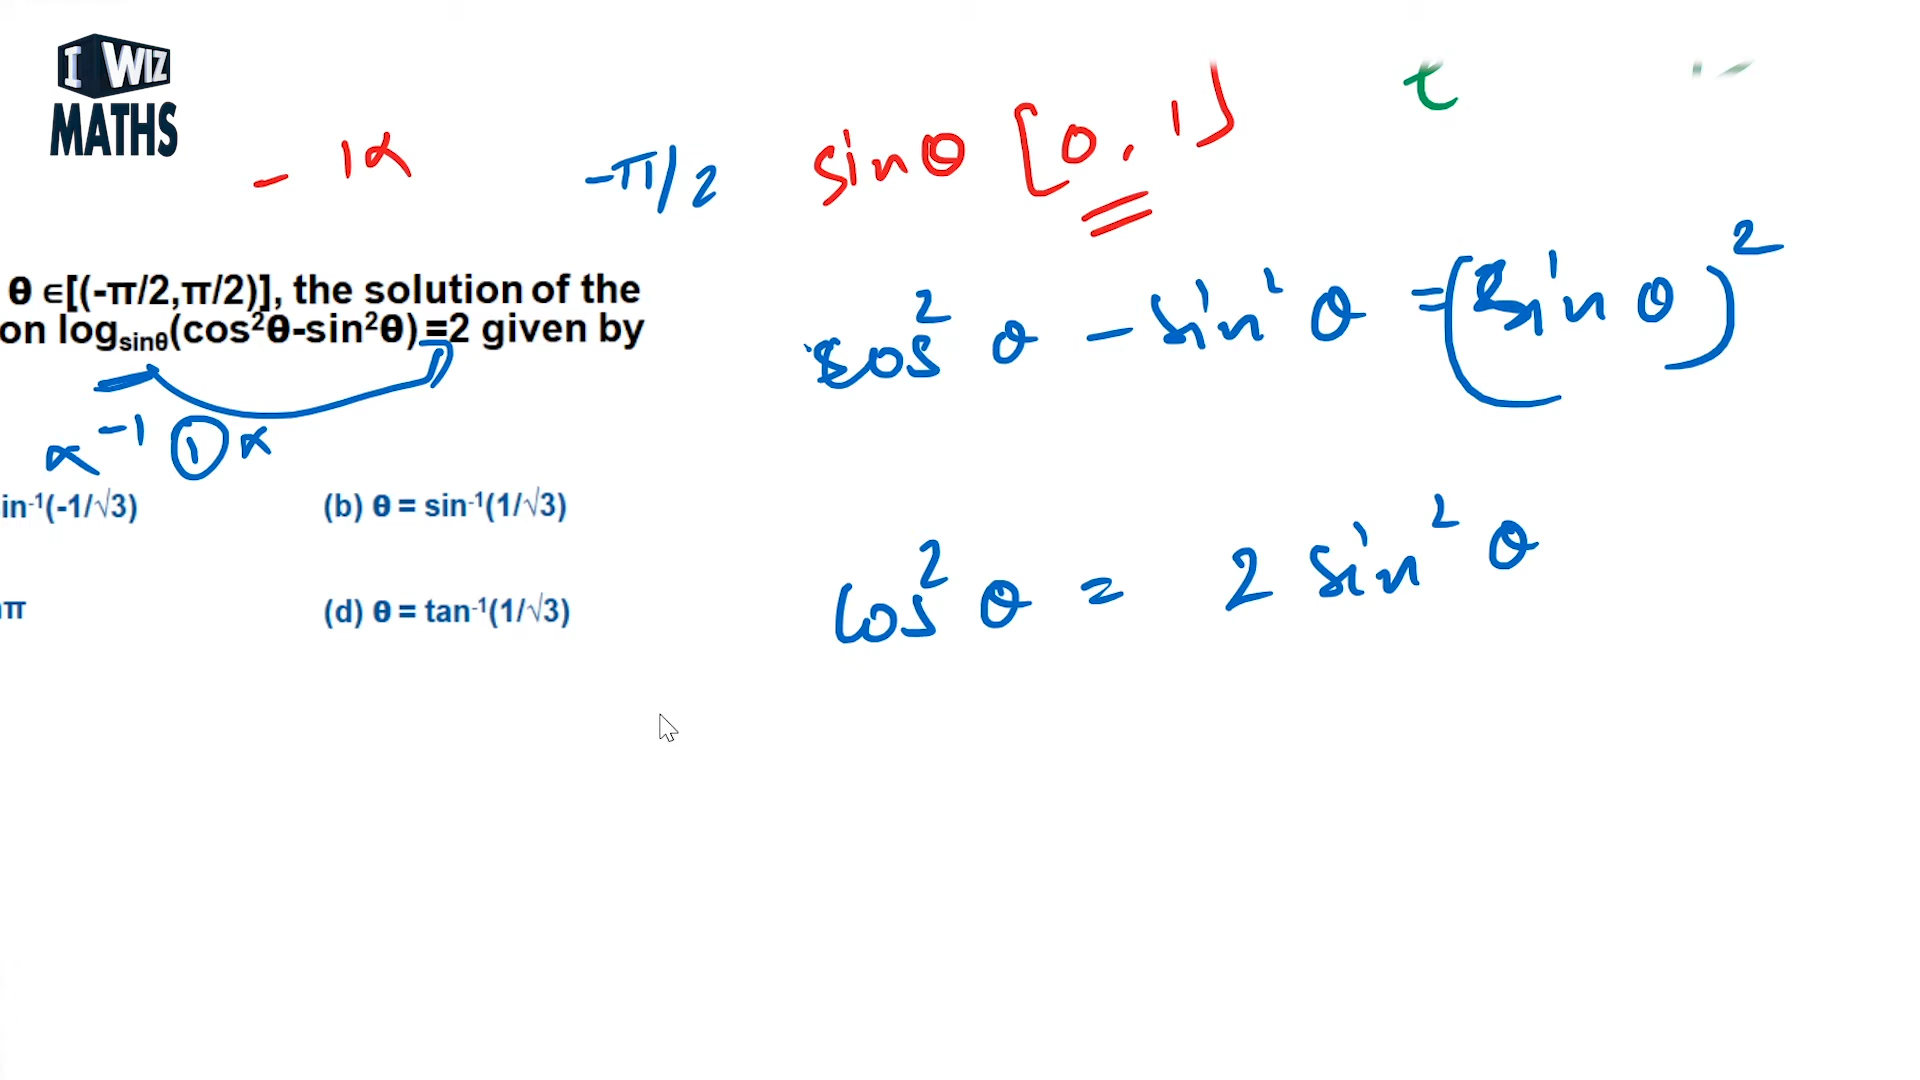 I WIZ
MATHS
- 1α
-π/2
sinθ [0, 1]
t
θ ∈[(-π/2,π/2)], the solution of the
on log_sinθ(cos²θ-sin²θ) =2 given by
α -1 ① α
in⁻¹(-1/√3)
(b) θ = sin⁻¹(1/√3)
π
(d) θ = tan⁻¹(1/√3)
cos²θ - sin²θ = (sinθ)²
cos²θ = 2 sin²θ